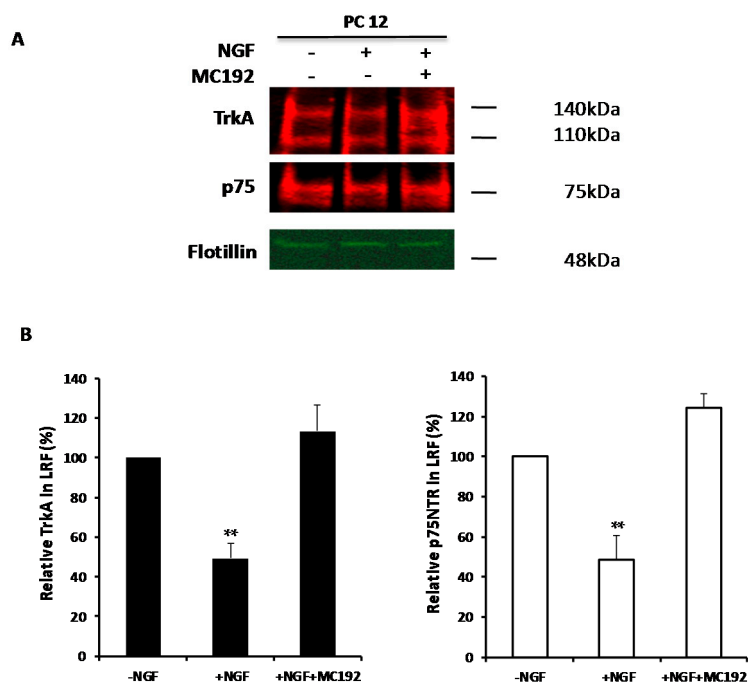 A
PC 12
NGF - + +
MC192 - - +
TrkA
140kDa
110kDa
p75
75kDa
Flotillin
48kDa
B
Relative TrkA in LRF (%)
140
120
100
80
60
40
20
0
**
-NGF +NGF +NGF+MC192
Relative p75NTR in LRF (%)
140
120
100
80
60
40
20
0
**
-NGF +NGF +NGF+MC192